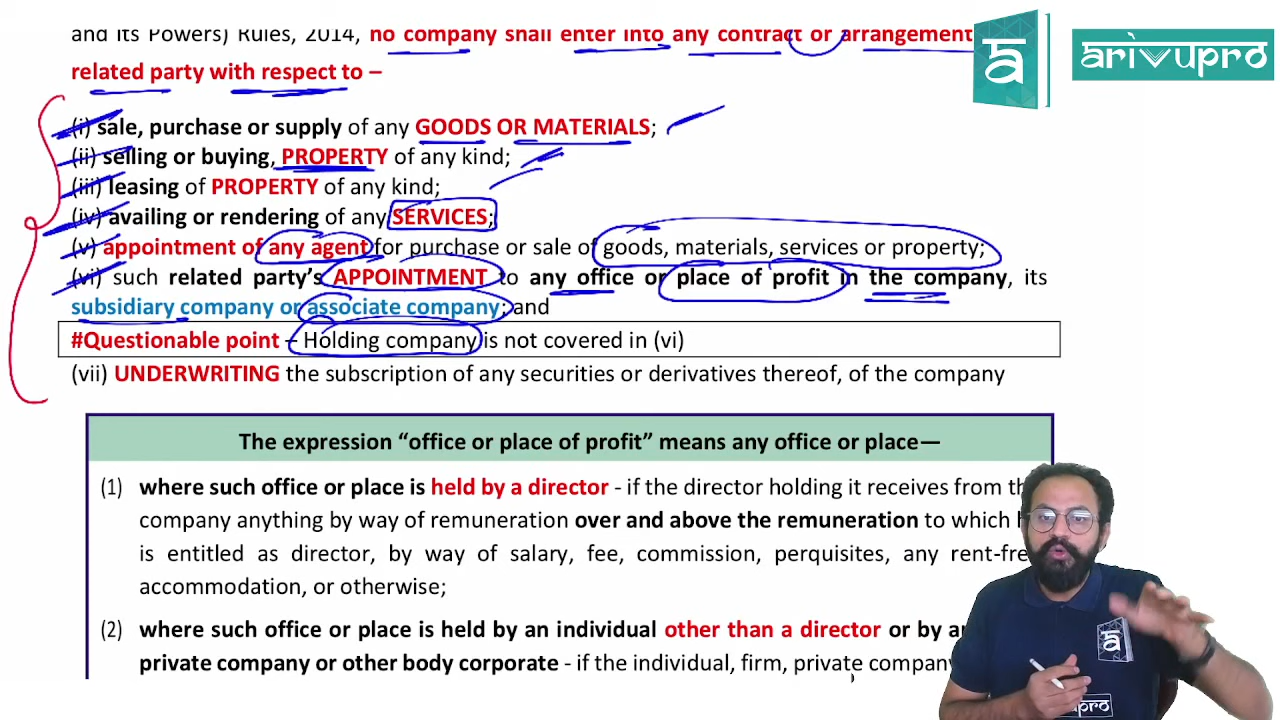 and Its Powers) Rules, 2014, no company shall enter into any contract or arrangement
related party with respect to –
(i) sale, purchase or supply of any GOODS OR MATERIALS;
(ii) selling or buying, PROPERTY of any kind;
(iii) leasing of PROPERTY of any kind;
(iv) availing or rendering of any SERVICES;
(v) appointment of any agent for purchase or sale of goods, materials, services or property;
(vi) such related party's APPOINTMENT to any office or place of profit in the company, its
subsidiary company or associate company; and
#Questionable point – Holding company is not covered in (vi)
(vii) UNDERWRITING the subscription of any securities or derivatives thereof, of the company
The expression “office or place of profit” means any office or place—
(1) where such office or place is held by a director - if the director holding it receives from
company anything by way of remuneration over and above the remuneration to which
is entitled as director, by way of salary, fee, commission, perquisites, any
accommodation, or otherwise;
(2) where such office or place is held by an individual other than a director or by
private company or other body corporate - if the individual, firm, private company
arivupro